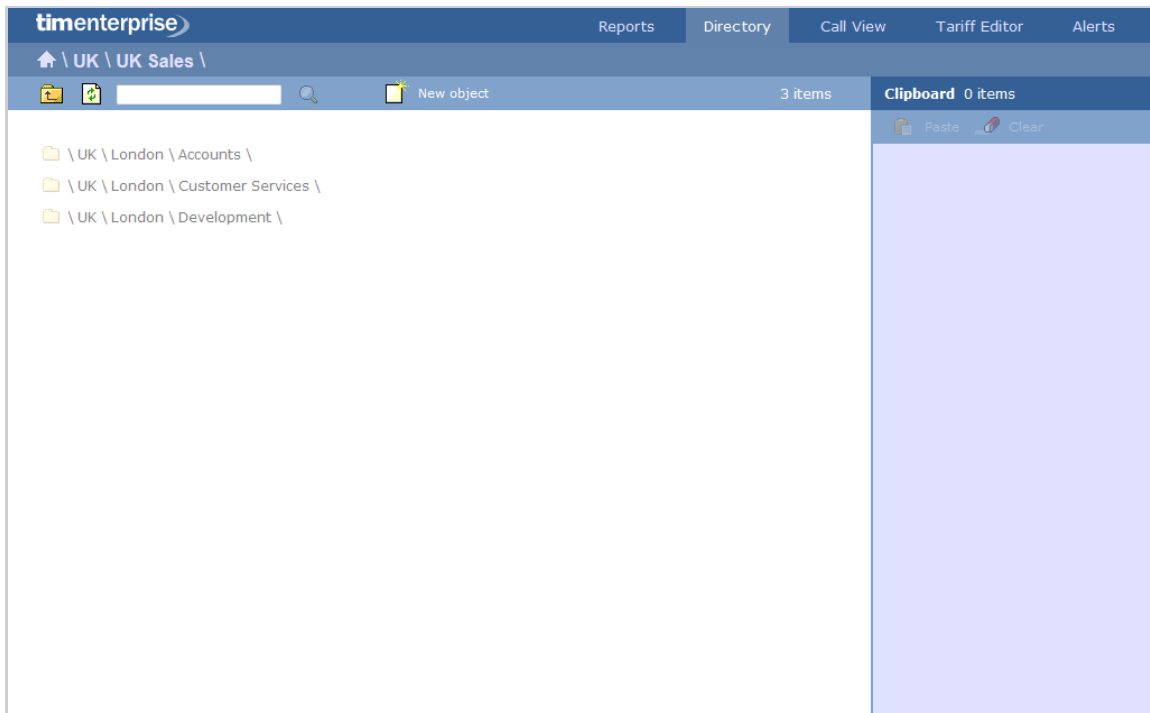 timenterprise Reports Directory Call View Tariff Editor Alerts
\ UK \ UK Sales \
New object 3 items Clipboard 0 items
Paste Clear
\ UK \ London \ Accounts \
\ UK \ London \ Customer Services \
\ UK \ London \ Development \